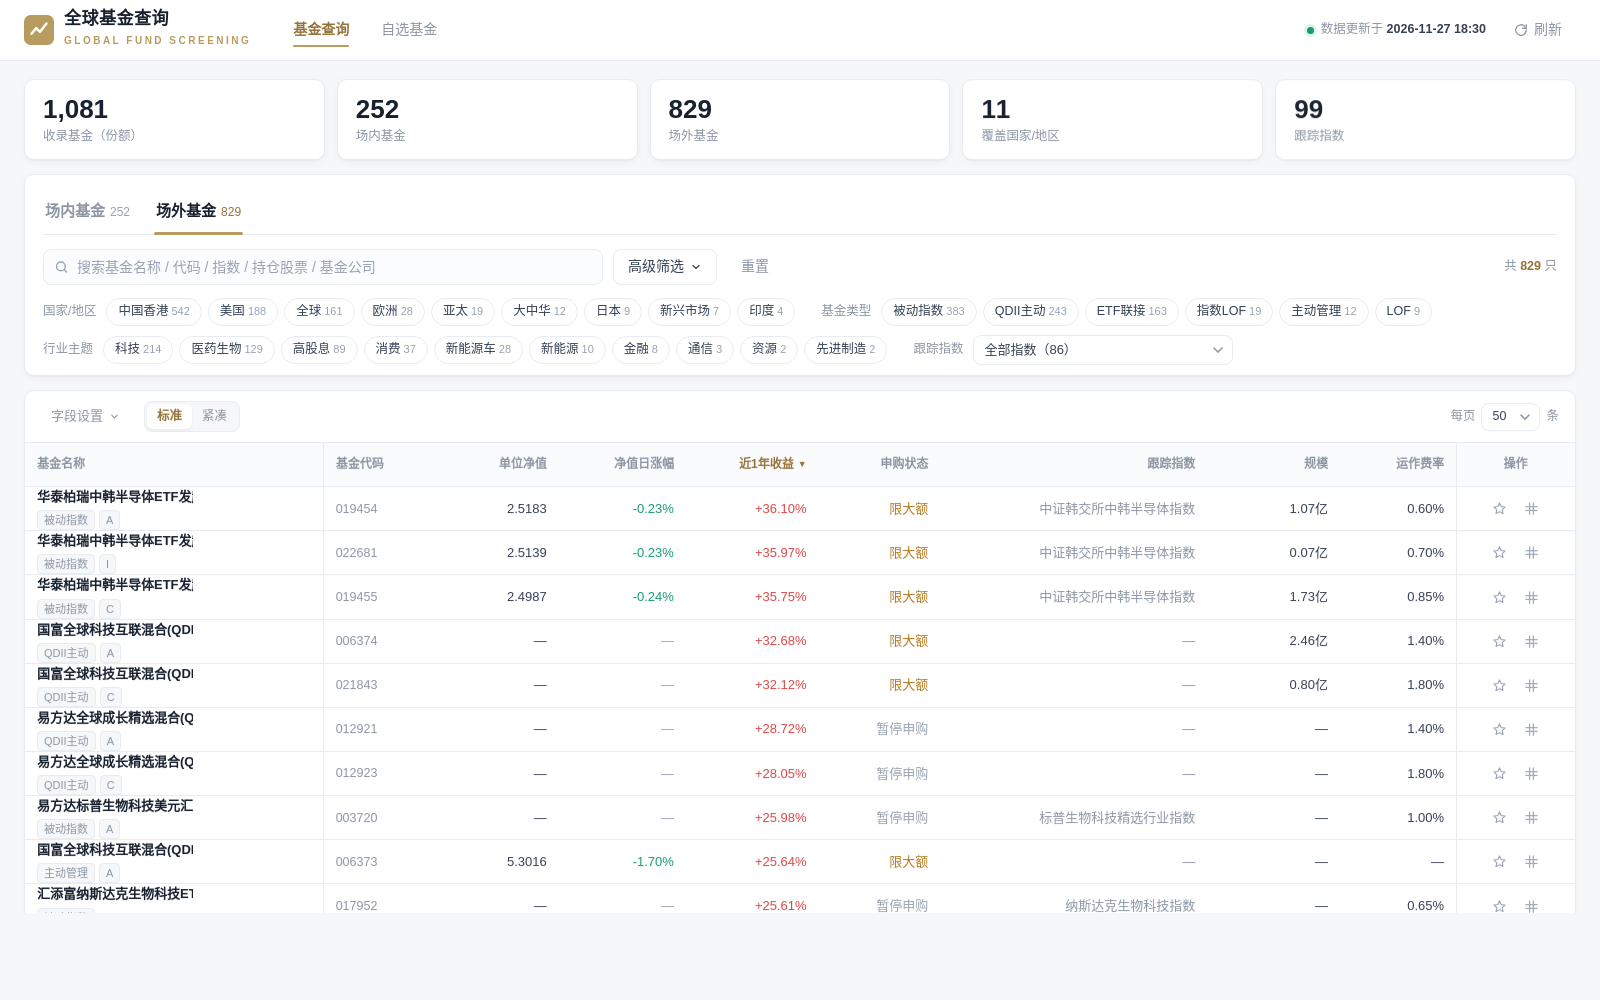 全球基金查询
GLOBAL FUND SCREENING
基金查询 自选基金
数据更新于 2026-11-27 18:30 刷新
1,081 252 829 11 99
收录基金（份额） 场内基金 场外基金 覆盖国家/地区 跟踪指数
场内基金 252 场外基金 829
搜索基金名称 / 代码 / 指数 / 持仓股票 / 基金公司 高级筛选 重置 共 829 只
国家/地区 中国香港 542 美国 188 全球 161 欧洲 28 亚太 19 大中华 12 日本 9 新兴市场 7 印度 4 基金类型 被动指数 383 QDII主动 243 ETF联接 163 指数LOF 19 主动管理 12 LOF 9
行业主题 科技 214 医药生物 129 高股息 89 消费 37 新能源车 28 新能源 10 金融 8 通信 3 资源 2 先进制造 2 跟踪指数 全部指数（86）
字段设置 标准 紧凑 每页 50 条
基金名称 基金代码 单位净值 净值日涨幅 近1年收益 ▼ 申购状态 跟踪指数 规模 运作费率 操作
华泰柏瑞中韩半导体ETF发
被动指数 A 019454 2.5183 -0.23% +36.10% 限大额 中证韩交所中韩半导体指数 1.07亿 0.60%
华泰柏瑞中韩半导体ETF发
被动指数 I 022681 2.5139 -0.23% +35.97% 限大额 中证韩交所中韩半导体指数 0.07亿 0.70%
华泰柏瑞中韩半导体ETF发
被动指数 C 019455 2.4987 -0.24% +35.75% 限大额 中证韩交所中韩半导体指数 1.73亿 0.85%
国富全球科技互联混合(QDI
QDII主动 A 006374 — — +32.68% 限大额 — 2.46亿 1.40%
国富全球科技互联混合(QDI
QDII主动 C 021843 — — +32.12% 限大额 — 0.80亿 1.80%
易方达全球成长精选混合(Q
QDII主动 A 012921 — — +28.72% 暂停申购 — — 1.40%
易方达全球成长精选混合(Q
QDII主动 C 012923 — — +28.05% 暂停申购 — — 1.80%
易方达标普生物科技美元汇
被动指数 A 003720 — — +25.98% 暂停申购 标普生物科技精选行业指数 — 1.00%
国富全球科技互联混合(QDI
主动管理 A 006373 5.3016 -1.70% +25.64% 限大额 — — —
汇添富纳斯达克生物科技ET
017952 — — +25.61% 暂停申购 纳斯达克生物科技指数 — 0.65%